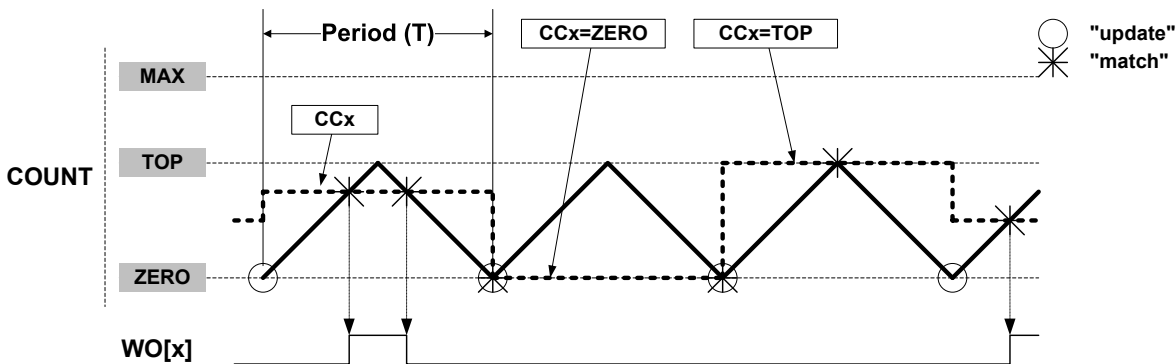 Period (T)
CCx=ZERO
CCx=TOP
"update"
"match"
MAX
CCx
TOP
COUNT
ZERO
WO[x]